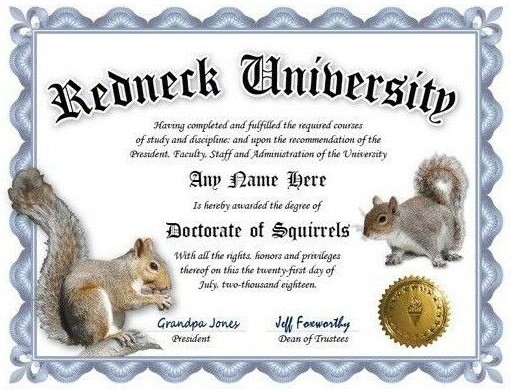 Redneck University
Having completed and fulfilled the required courses
of study and discipline; and upon the recommendation of the
President, Faculty, Staff and Administration of the University
Any Name Here
Is hereby awarded the degree of
Doctorate of Squirrels
With all the rights, honors and privileges
thereof on this the twenty-first day of
July, two-thousand eighteen.
Grandpa Jones Jeff Foxworthy
President Dean of Trustees